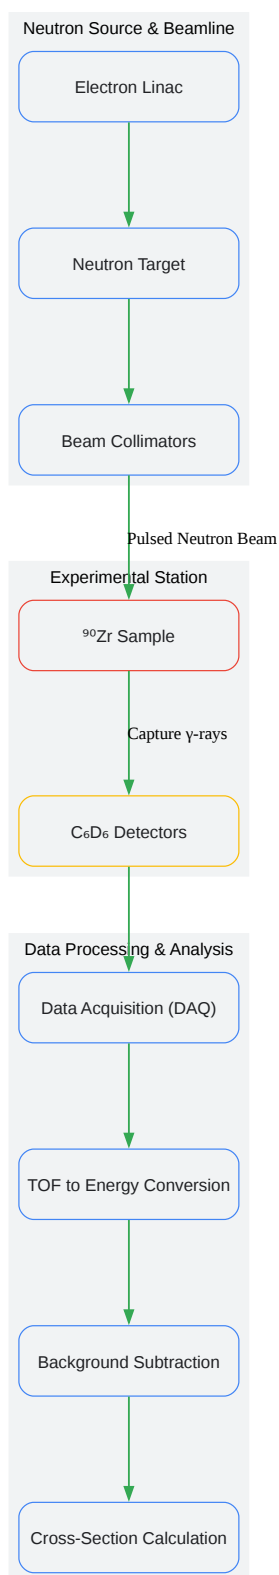 Neutron Source & Beamline
Electron Linac
Neutron Target
Beam Collimators
Pulsed Neutron Beam
Experimental Station
⁹⁰Zr Sample
Capture γ-rays
C₆D₆ Detectors
Data Processing & Analysis
Data Acquisition (DAQ)
TOF to Energy Conversion
Background Subtraction
Cross-Section Calculation